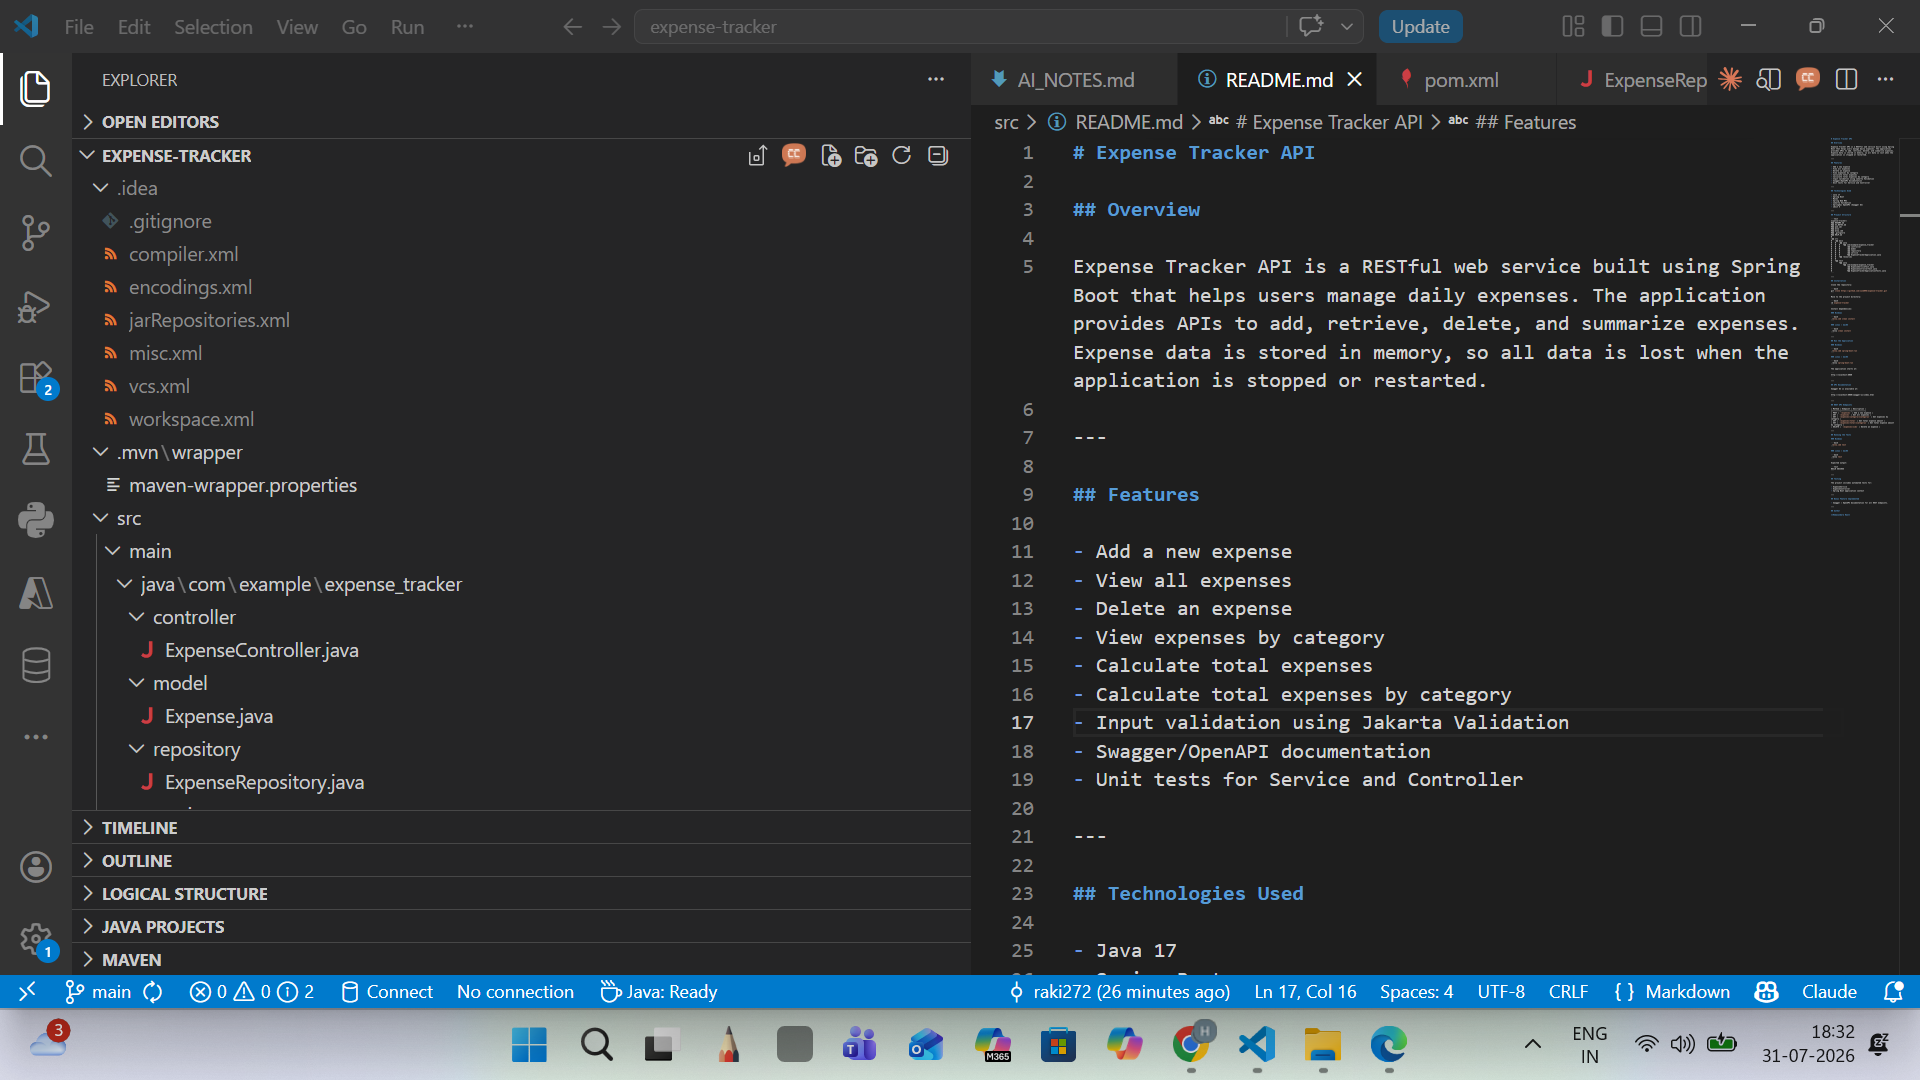 File Edit Selection View Go Run ···
expense-tracker
Update
EXPLORER
OPEN EDITORS
EXPENSE-TRACKER
.idea
.gitignore
compiler.xml
encodings.xml
jarRepositories.xml
misc.xml
vcs.xml
workspace.xml
.mvn\wrapper
maven-wrapper.properties
src
main
java\com\example\expense_tracker
controller
J ExpenseController.java
model
J Expense.java
repository
J ExpenseRepository.java
TIMELINE
OUTLINE
LOGICAL STRUCTURE
JAVA PROJECTS
MAVEN
2
1
AI_NOTES.md
README.md
pom.xml
J ExpenseRep
CC
CC
src > README.md > abc # Expense Tracker API > abc ## Features
1 # Expense Tracker API
2
3 ## Overview
4
5 Expense Tracker API is a RESTful web service built using Spring
Boot that helps users manage daily expenses. The application
provides APIs to add, retrieve, delete, and summarize expenses.
Expense data is stored in memory, so all data is lost when the
application is stopped or restarted.
6
7 ---
8
9 ## Features
10
11 - Add a new expense
12 - View all expenses
13 - Delete an expense
14 - View expenses by category
15 - Calculate total expenses
16 - Calculate total expenses by category
17 - Input validation using Jakarta Validation
18 - Swagger/OpenAPI documentation
19 - Unit tests for Service and Controller
20
21 ---
22
23 ## Technologies Used
24
25 - Java 17
main
0 0 2
Connect
No connection
Java: Ready
raki272 (26 minutes ago)
Ln 17, Col 16
Spaces: 4
UTF-8
CRLF
{ } Markdown
Claude
3
M365
H
ENG
IN
18:32
31-07-2026